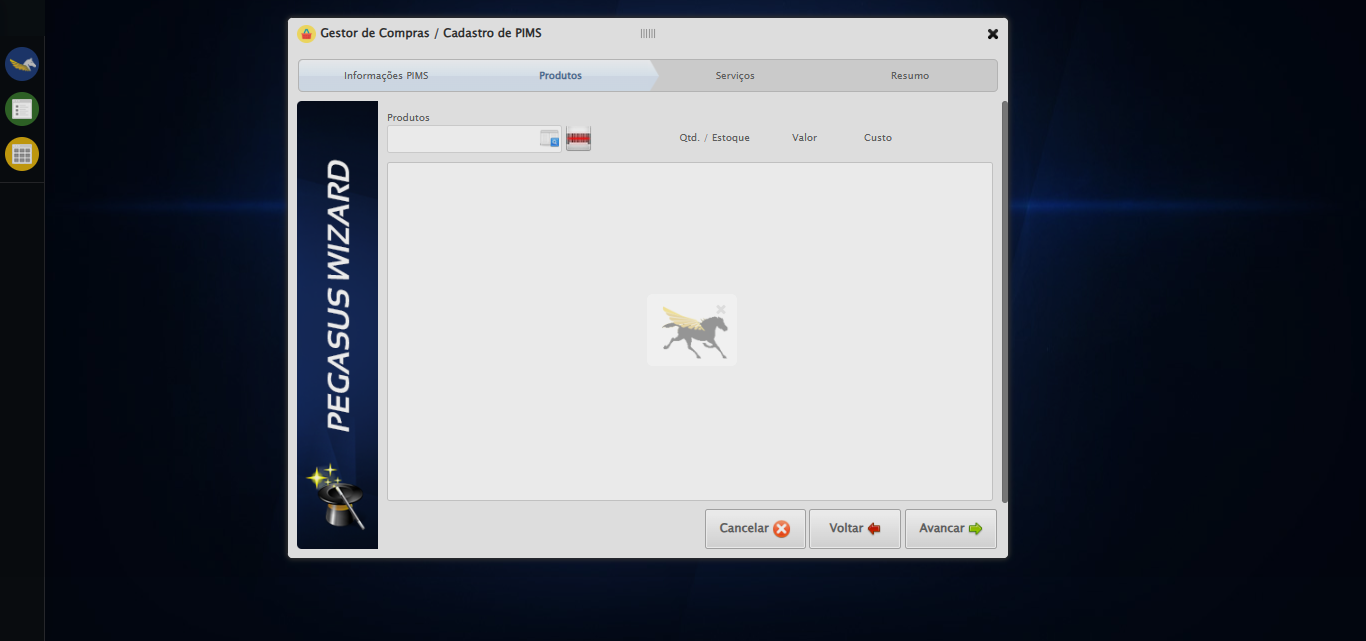 Gestor de Compras / Cadastro de PIMS
Informações PIMS
Produtos
Serviços
Resumo
PEGASUS WIZARD
Produtos
Qtd. / Estoque
Valor
Custo
Cancelar
Voltar
Avancar